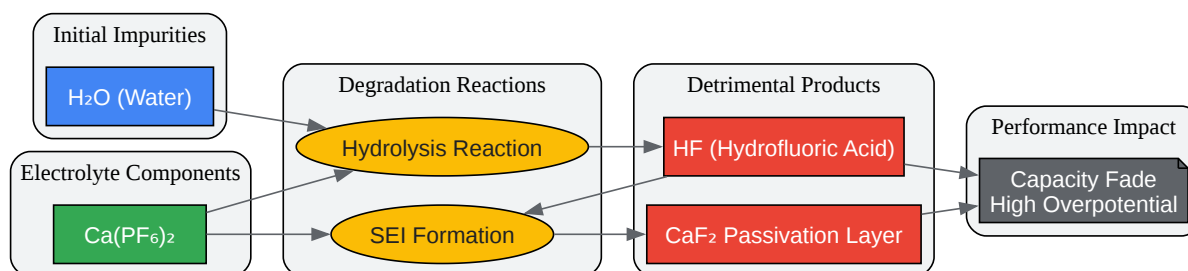 Initial Impurities
H₂O (Water)
Electrolyte Components
Ca(PF₆)₂
Degradation Reactions
Hydrolysis Reaction
SEI Formation
Detrimental Products
HF (Hydrofluoric Acid)
CaF₂ Passivation Layer
Performance Impact
Capacity Fade
High Overpotential